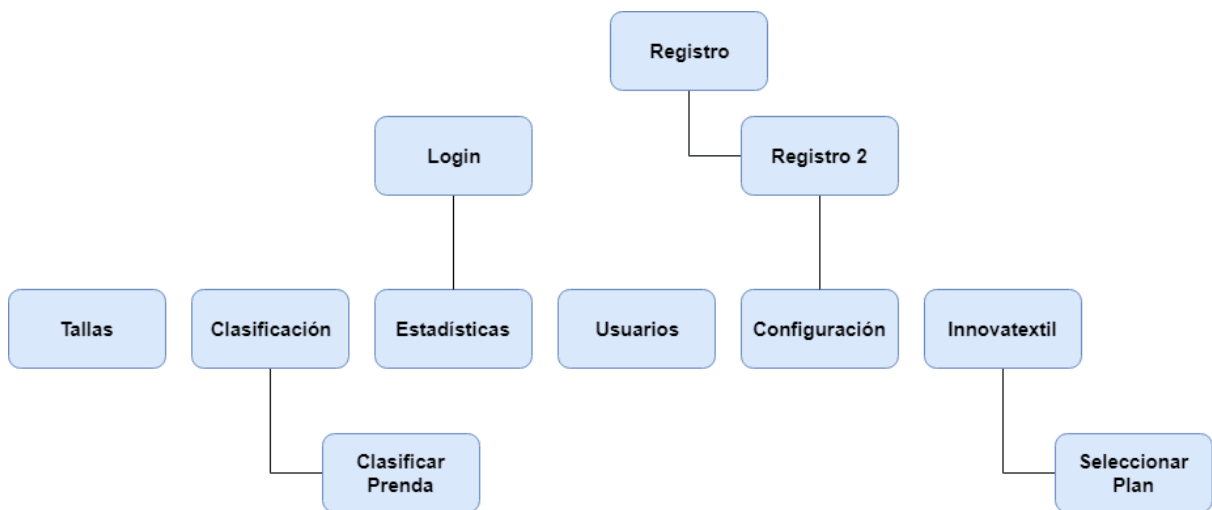 Registro
Login
Registro 2
Tallas
Clasificación
Estadísticas
Usuarios
Configuración
Innovatextil
Clasificar
Prenda
Seleccionar
Plan